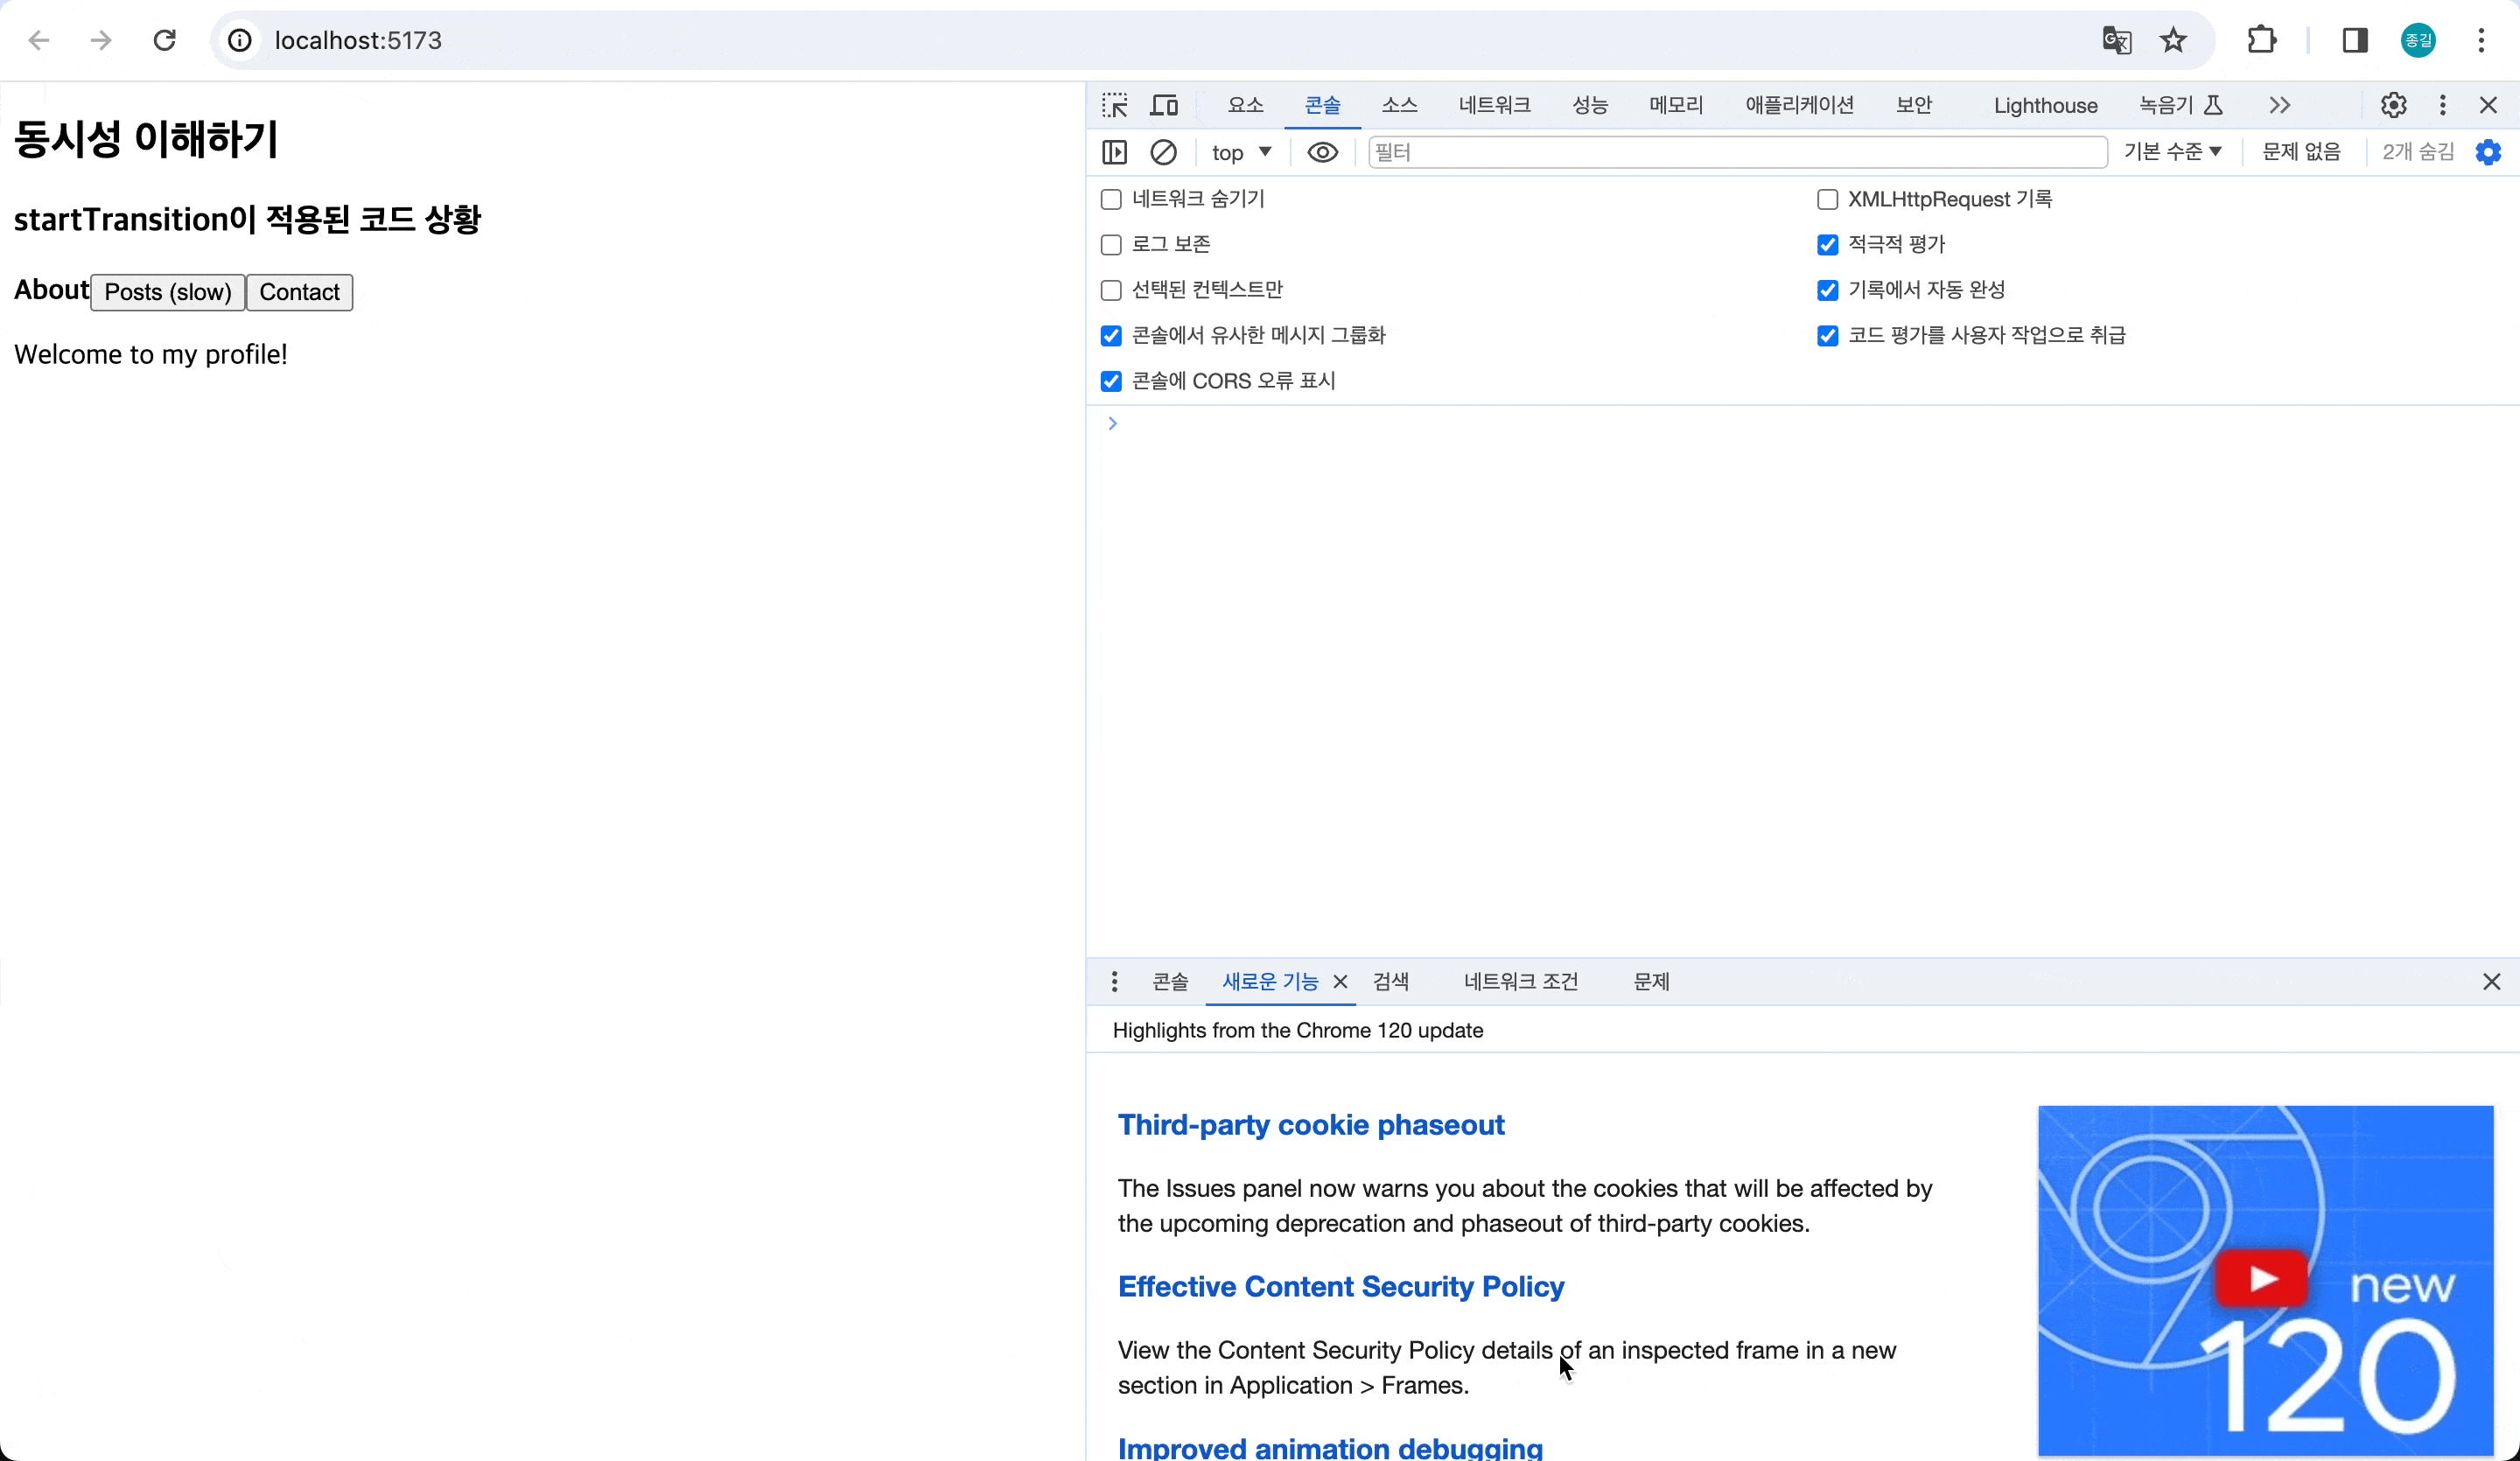 localhost:5173
종길
동시성 이해하기
startTransition이 적용된 코드 상황
About Posts (slow) Contact
Welcome to my profile!
요소 콘솔 소스 네트워크 성능 메모리 애플리케이션 보안 Lighthouse 녹음기
top 필터 기본 수준 문제 없음 2개 숨김
네트워크 숨기기 XMLHttpRequest 기록
로그 보존 적극적 평가
선택된 컨텍스트만 기록에서 자동 완성
콘솔에서 유사한 메시지 그룹화 코드 평가를 사용자 작업으로 취급
콘솔에 CORS 오류 표시
콘솔 새로운 기능 검색 네트워크 조건 문제
Highlights from the Chrome 120 update
Third-party cookie phaseout
The Issues panel now warns you about the cookies that will be affected by
the upcoming deprecation and phaseout of third-party cookies.
Effective Content Security Policy
View the Content Security Policy details of an inspected frame in a new
section in Application > Frames.
Improved animation debugging
new
120